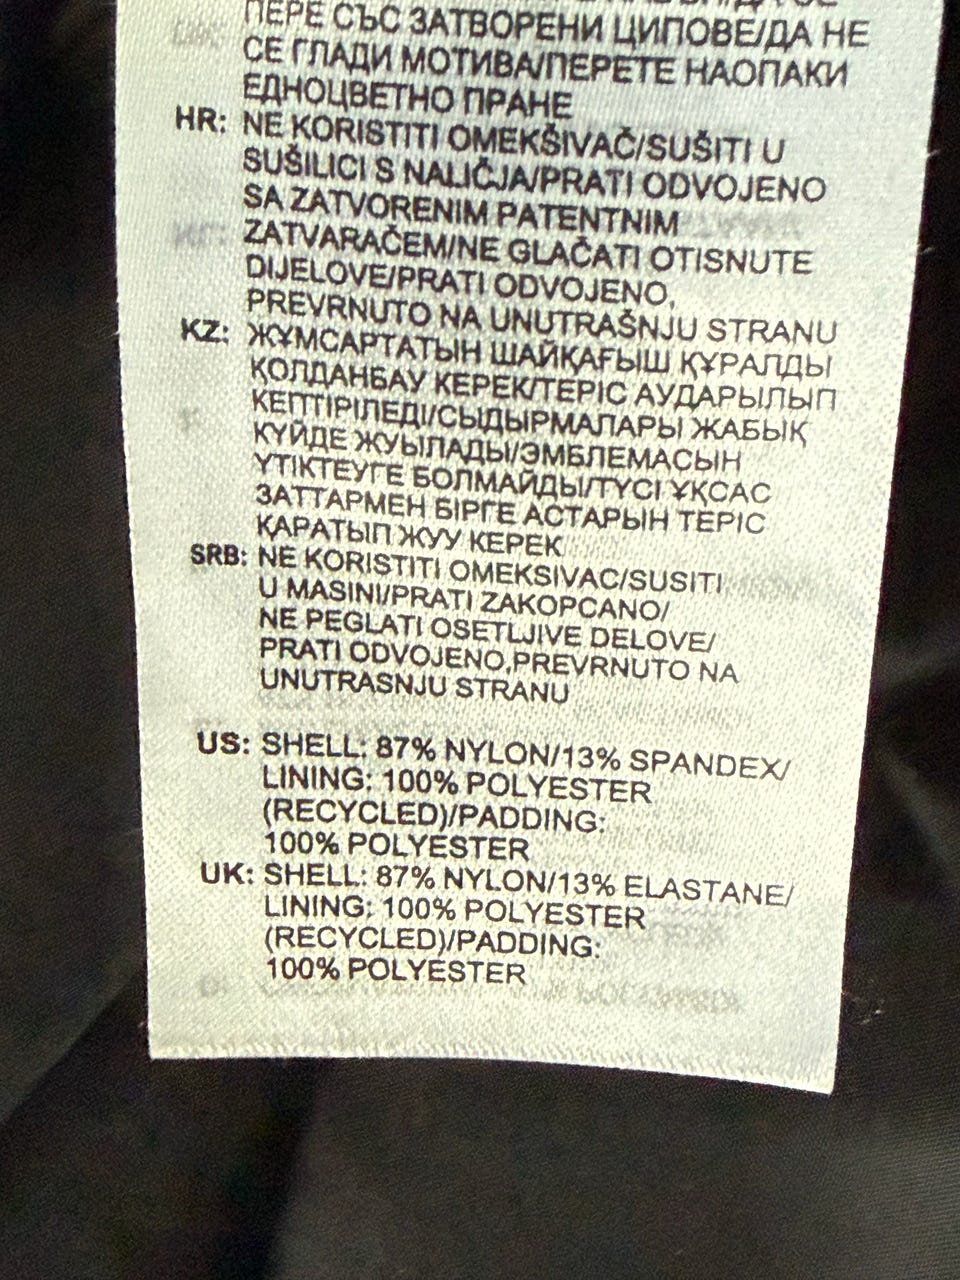 ПЕРЕ СЪС ЗАТВОРЕНИ ЦИПОВЕ/ДА НЕ
СЕ ГЛАДИ МОТИВА/ПЕРЕТЕ НАОПАКИ
ЕДНОЦВЕТНО ПРАНЕ
HR: NE KORISTITI OMEKŠIVAČ/SUŠITI U
SUŠILICI S NALIČJA/PRATI ODVOJENO
SA ZATVORENIM PATENTNIM
ZATVARAČEM/NE GLAČATI OTISNUTE
DIJELOVE/PRATI ODVOJENO,
PREVRNUTO NA UNUTRAŠNJU STRANU
KZ: ЖҰМСАРТАТЫН ШАЙҚАҒЫШ ҚҰРАЛДЫ
ҚОЛДАНБАУ КЕРЕК/ТЕРІС АУДАРЫЛЫП
КЕПТІРІЛЕДІ/СЫДЫРМАЛАРЫ ЖАБЫҚ
КҮЙДЕ ЖУЫЛАДЫ/ЭМБЛЕМАСЫН
ҮТІКТЕУГЕ БОЛМАЙДЫ/ТҮСІ ҰҚСАС
ЗАТТАРМЕН БІРГЕ АСТАРЫН ТЕРІС
ҚАРАТЫП ЖУУ КЕРЕК
SRB: NE KORISTITI OMEKSIVAC/SUSITI
U MASINI/PRATI ZAKOPCANO/
NE PEGLATI OSETLJIVE DELOVE/
PRATI ODVOJENO,PREVRNUTO NA
UNUTRASNJU STRANU
US: SHELL: 87% NYLON/13% SPANDEX/
LINING: 100% POLYESTER
(RECYCLED)/PADDING:
100% POLYESTER
UK: SHELL: 87% NYLON/13% ELASTANE/
LINING: 100% POLYESTER
(RECYCLED)/PADDING:
100% POLYESTER